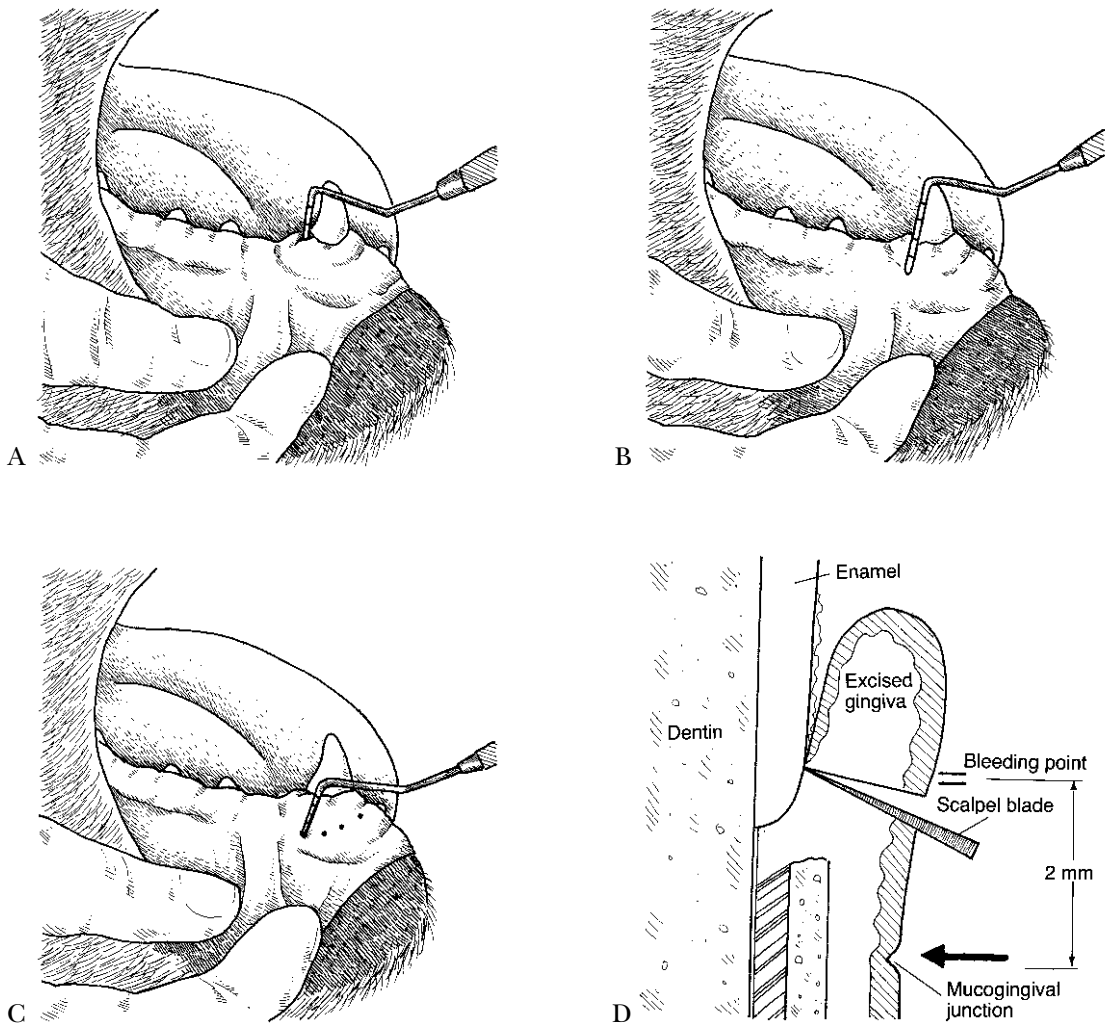 A
B
C
D
Enamel
Excised
gingiva
Dentin
Bleeding point
Scalpel blade
2 mm
Mucogingival
junction